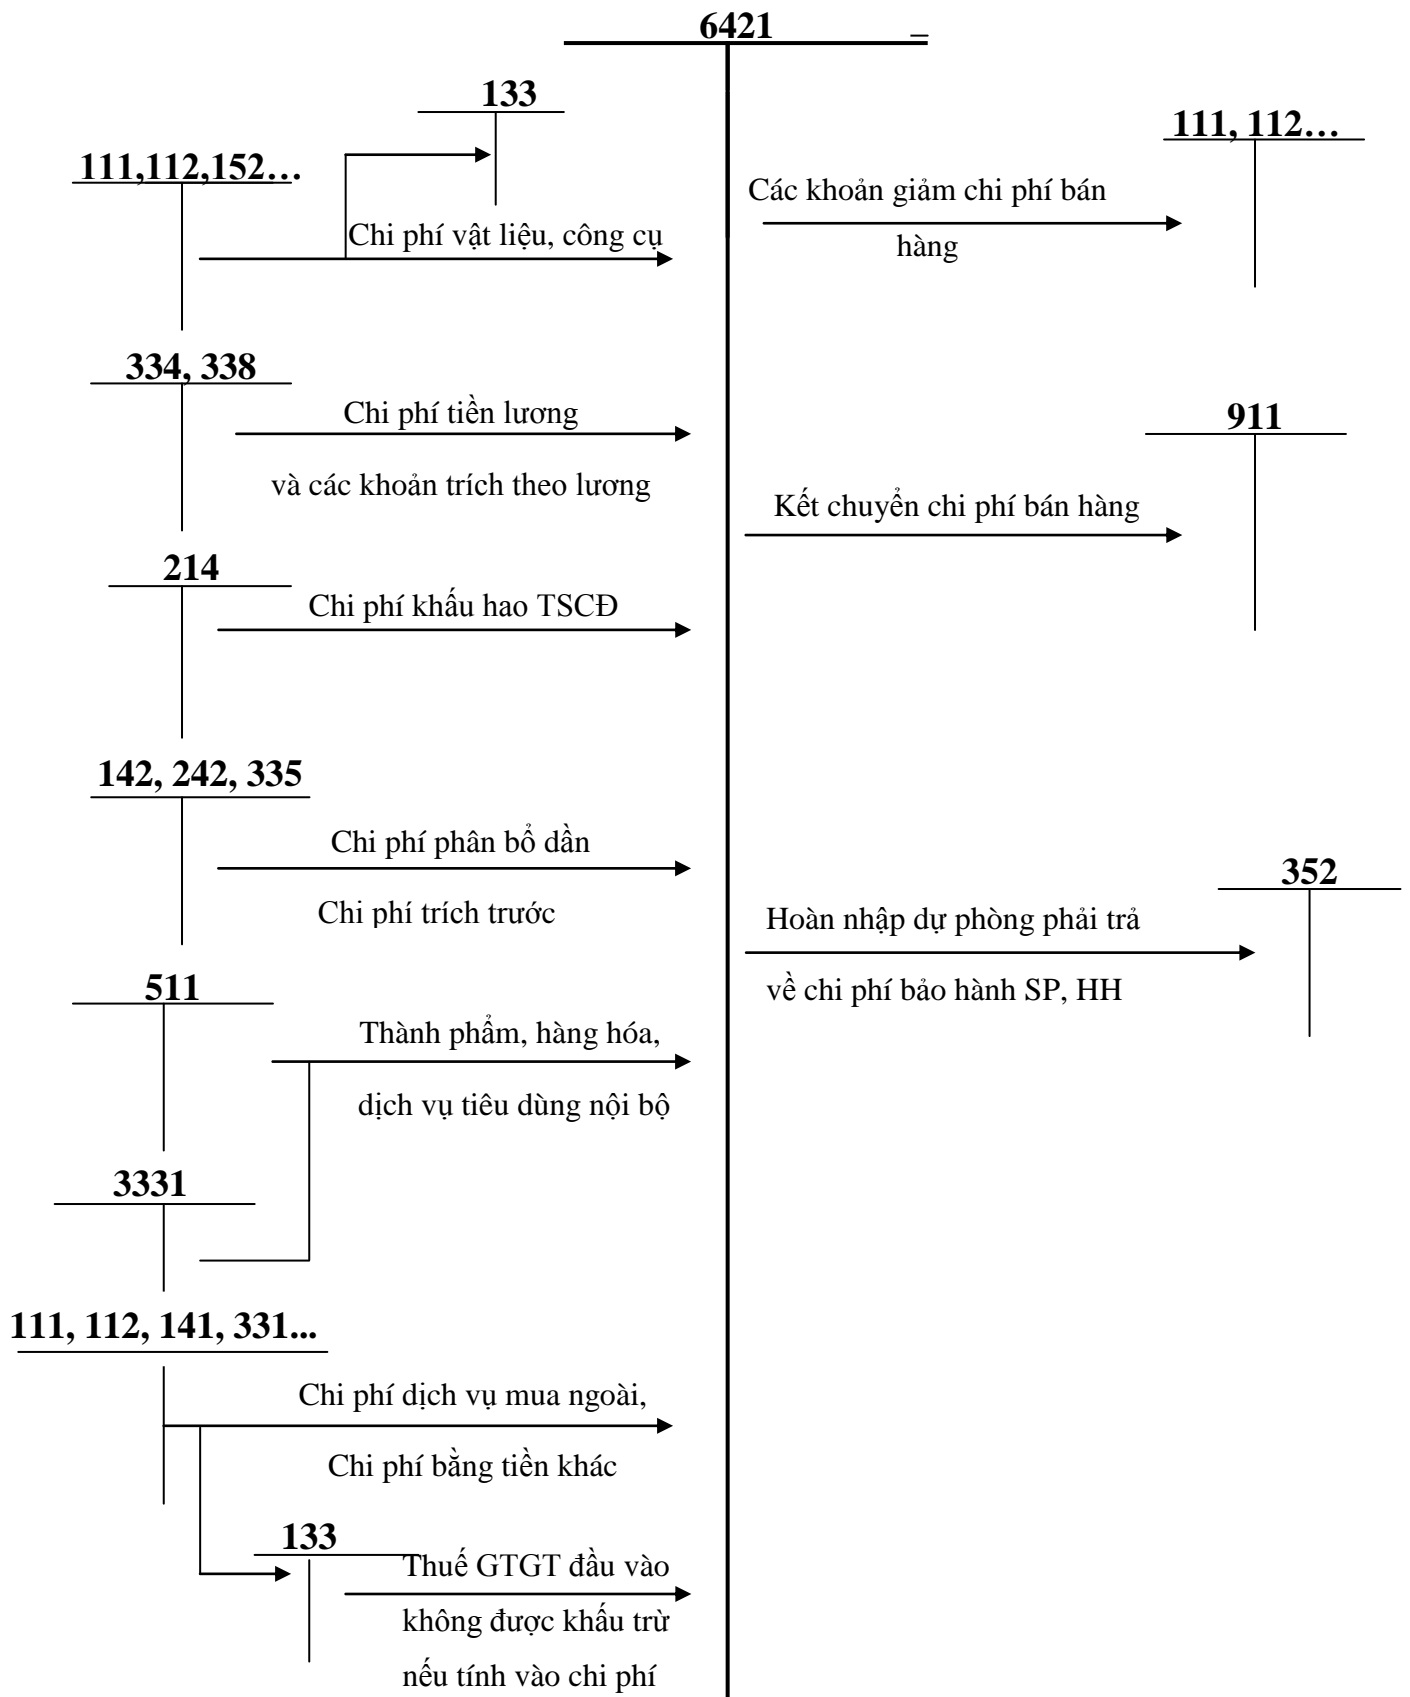 6421
133
111, 112…
111,112,152…
Các khoản giảm chi phí bán
hàng
Chi phí vật liệu, công cụ
334, 338
Chi phí tiền lương
và các khoản trích theo lương
911
Kết chuyển chi phí bán hàng
214
Chi phí khấu hao TSCĐ
142, 242, 335
Chi phí phân bổ dần
Chi phí trích trước
352
Hoàn nhập dự phòng phải trả
về chi phí bảo hành SP, HH
511
Thành phẩm, hàng hóa,
dịch vụ tiêu dùng nội bộ
3331
111, 112, 141, 331...
Chi phí dịch vụ mua ngoài,
Chi phí bằng tiền khác
133
Thuế GTGT đầu vào
không được khấu trừ
nếu tính vào chi phí